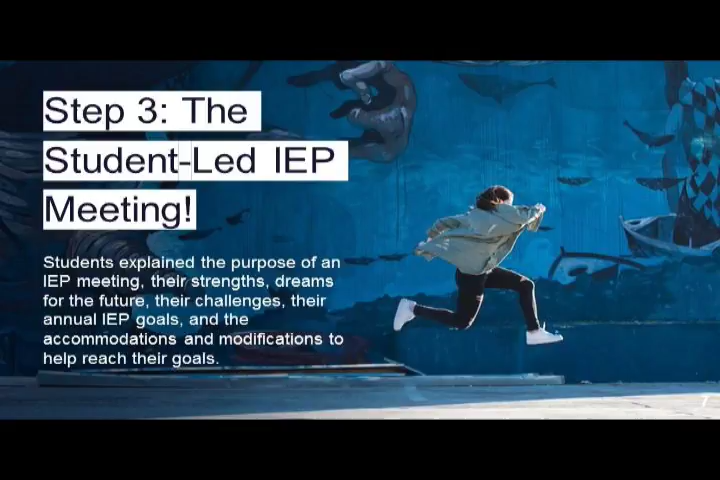 Step 3: The
Student-Led IEP
Meeting!
Students explained the purpose of an
IEP meeting, their strengths, dreams
for the future, their challenges, their
annual IEP goals, and the
accommodations and modifications to
help reach their goals.
7